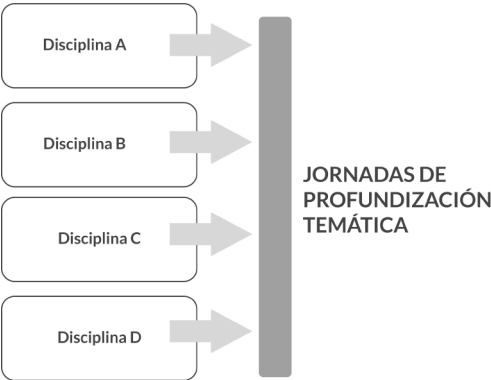 Disciplina A
Disciplina B
Disciplina C
Disciplina D
JORNADAS DE
PROFUNDIZACIÓN
TEMÁTICA